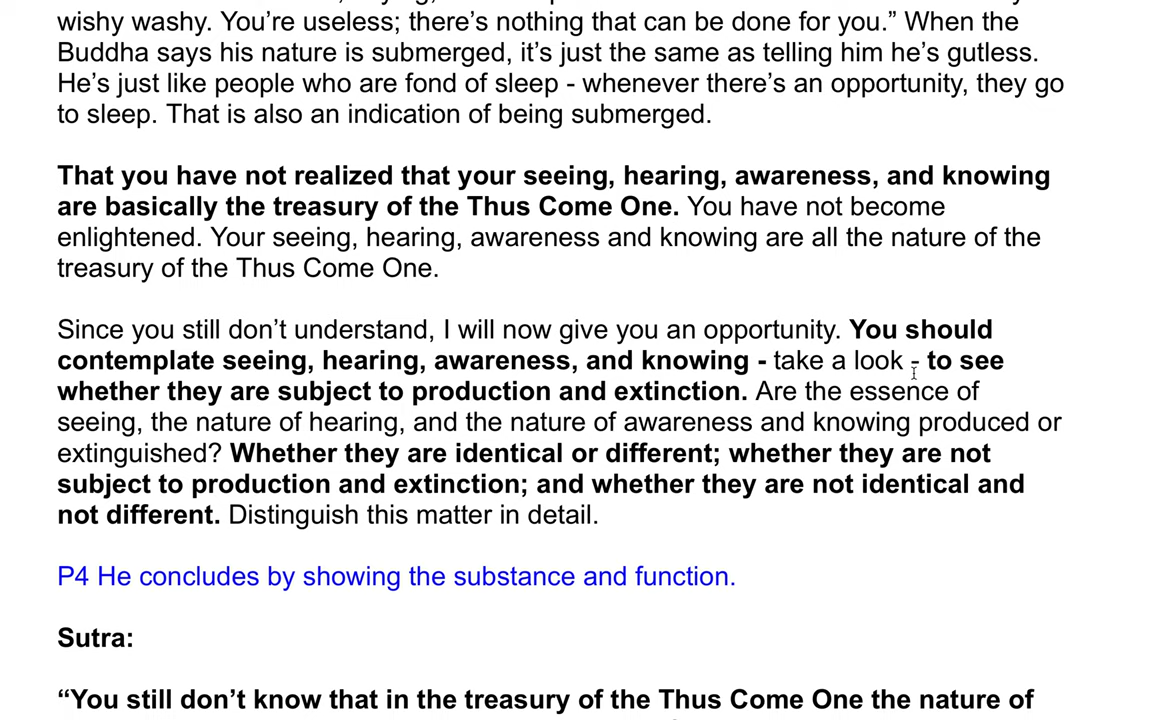 wishy washy. You’re useless; there’s nothing that can be done for you.” When the
Buddha says his nature is submerged, it’s just the same as telling him he’s gutless.
He’s just like people who are fond of sleep - whenever there’s an opportunity, they go
to sleep. That is also an indication of being submerged.
That you have not realized that your seeing, hearing, awareness, and knowing
are basically the treasury of the Thus Come One. You have not become
enlightened. Your seeing, hearing, awareness and knowing are all the nature of the
treasury of the Thus Come One.
Since you still don’t understand, I will now give you an opportunity. You should
contemplate seeing, hearing, awareness, and knowing - take a look - to see
whether they are subject to production and extinction. Are the essence of
seeing, the nature of hearing, and the nature of awareness and knowing produced or
extinguished? Whether they are identical or different; whether they are not
subject to production and extinction; and whether they are not identical and
not different. Distinguish this matter in detail.
P4 He concludes by showing the substance and function.
Sutra:
“You still don’t know that in the treasury of the Thus Come One the nature of